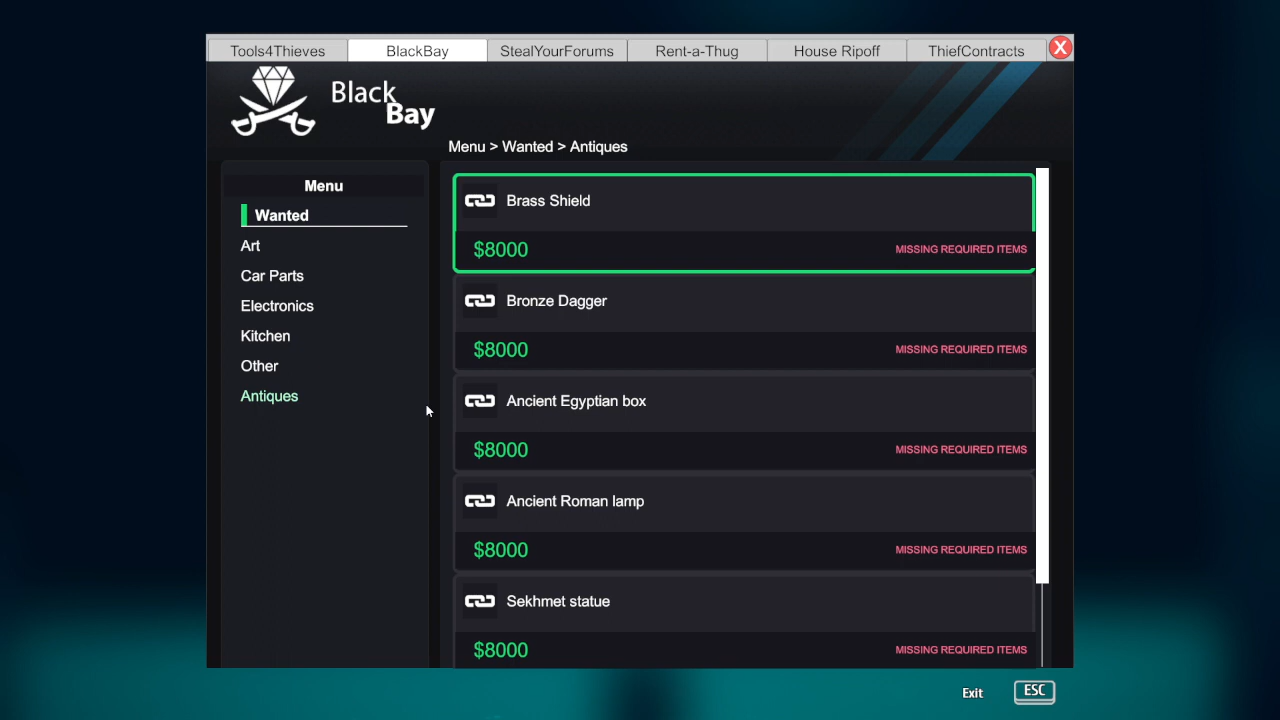 Tools4Thieves BlackBay StealYourForums Rent-a-Thug House Ripoff ThiefContracts X
Black
Bay
Menu > Wanted > Antiques
Menu
Wanted
Art
Car Parts
Electronics
Kitchen
Other
Antiques
Brass Shield
$8000 MISSING REQUIRED ITEMS
Bronze Dagger
$8000 MISSING REQUIRED ITEMS
Ancient Egyptian box
$8000 MISSING REQUIRED ITEMS
Ancient Roman lamp
$8000 MISSING REQUIRED ITEMS
Sekhmet statue
$8000 MISSING REQUIRED ITEMS
Exit ESC